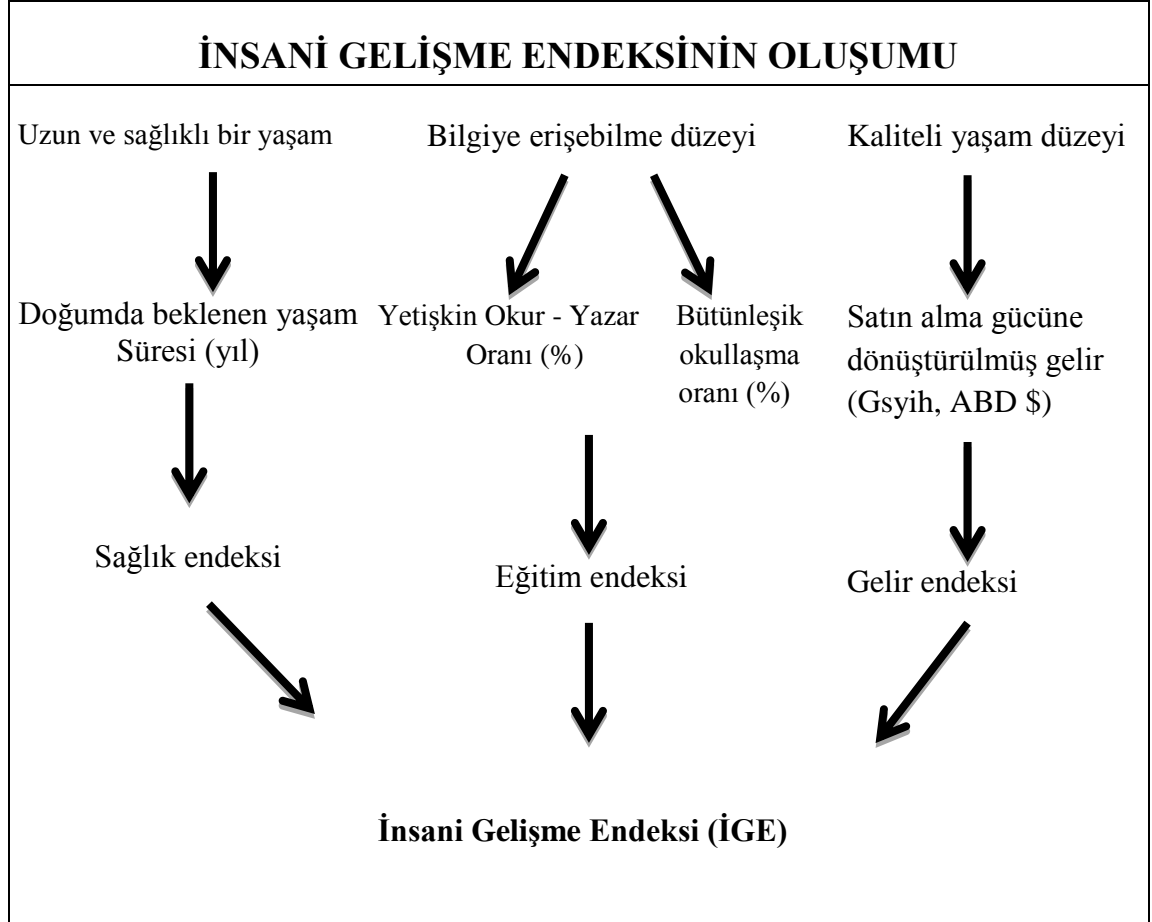 İNSANİ GELİŞME ENDEKSİNİN OLUŞUMU
Uzun ve sağlıklı bir yaşam
Bilgiye erişebilme düzeyi
Kaliteli yaşam düzeyi
Doğumda beklenen yaşam
Süresi (yıl)
Yetişkin Okur - Yazar
Oranı (%)
Bütünleşik
okullaşma
oranı (%)
Satın alma gücüne
dönüştürülmüş gelir
(Gsyih, ABD $)
Sağlık endeksi
Eğitim endeksi
Gelir endeksi
İnsani Gelişme Endeksi (İGE)